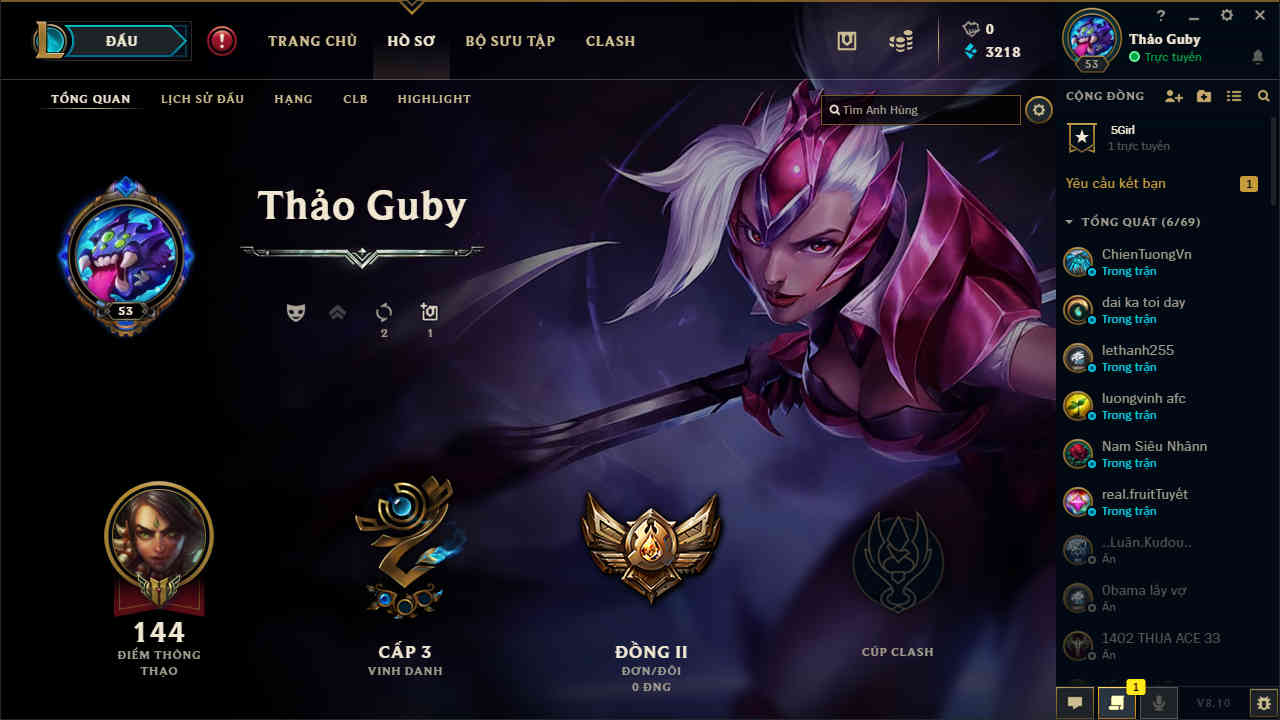 ĐẤU
!
TRANG CHỦ
HỒ SƠ
BỘ SƯU TẬP
CLASH
0
3218
?
Thảo Guby
Trực tuyến
53
TỔNG QUAN
LỊCH SỬ ĐẤU
HẠNG
CLB
HIGHLIGHT
Tìm Anh Hùng
CỘNG ĐỒNG
5Girl
1 trực tuyến
Yêu cầu kết bạn
1
TỔNG QUÁT (6/69)
ChienTuongVn
Trong trận
dai ka toi day
Trong trận
lethanh255
Trong trận
luongvinh afc
Trong trận
Nam Siêu Nhânn
Trong trận
real.fruitTuyết
Trong trận
..Luân.Kudou..
Ẩn
Obama lấy vợ
Ẩn
1402 THUA ACE 33
Ẩn
Thảo Guby
53
2
1
144
ĐIỂM THÔNG
THẠO
CẤP 3
VINH DANH
ĐỒNG II
ĐƠN/ĐÔI
0 ĐNG
CÚP CLASH
1
V8.10